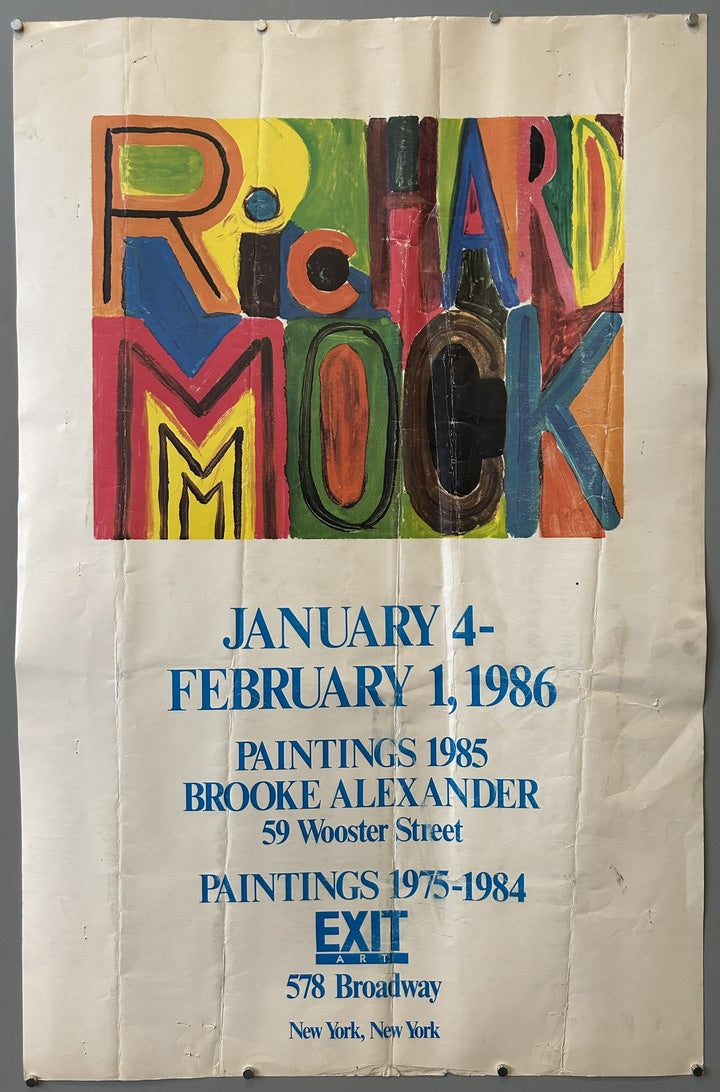 RicHARD
MOCK
JANUARY 4-
FEBRUARY 1, 1986
PAINTINGS 1985
BROOKE ALEXANDER
59 Wooster Street
PAINTINGS 1975-1984
EXIT
ART
578 Broadway
New York, New York